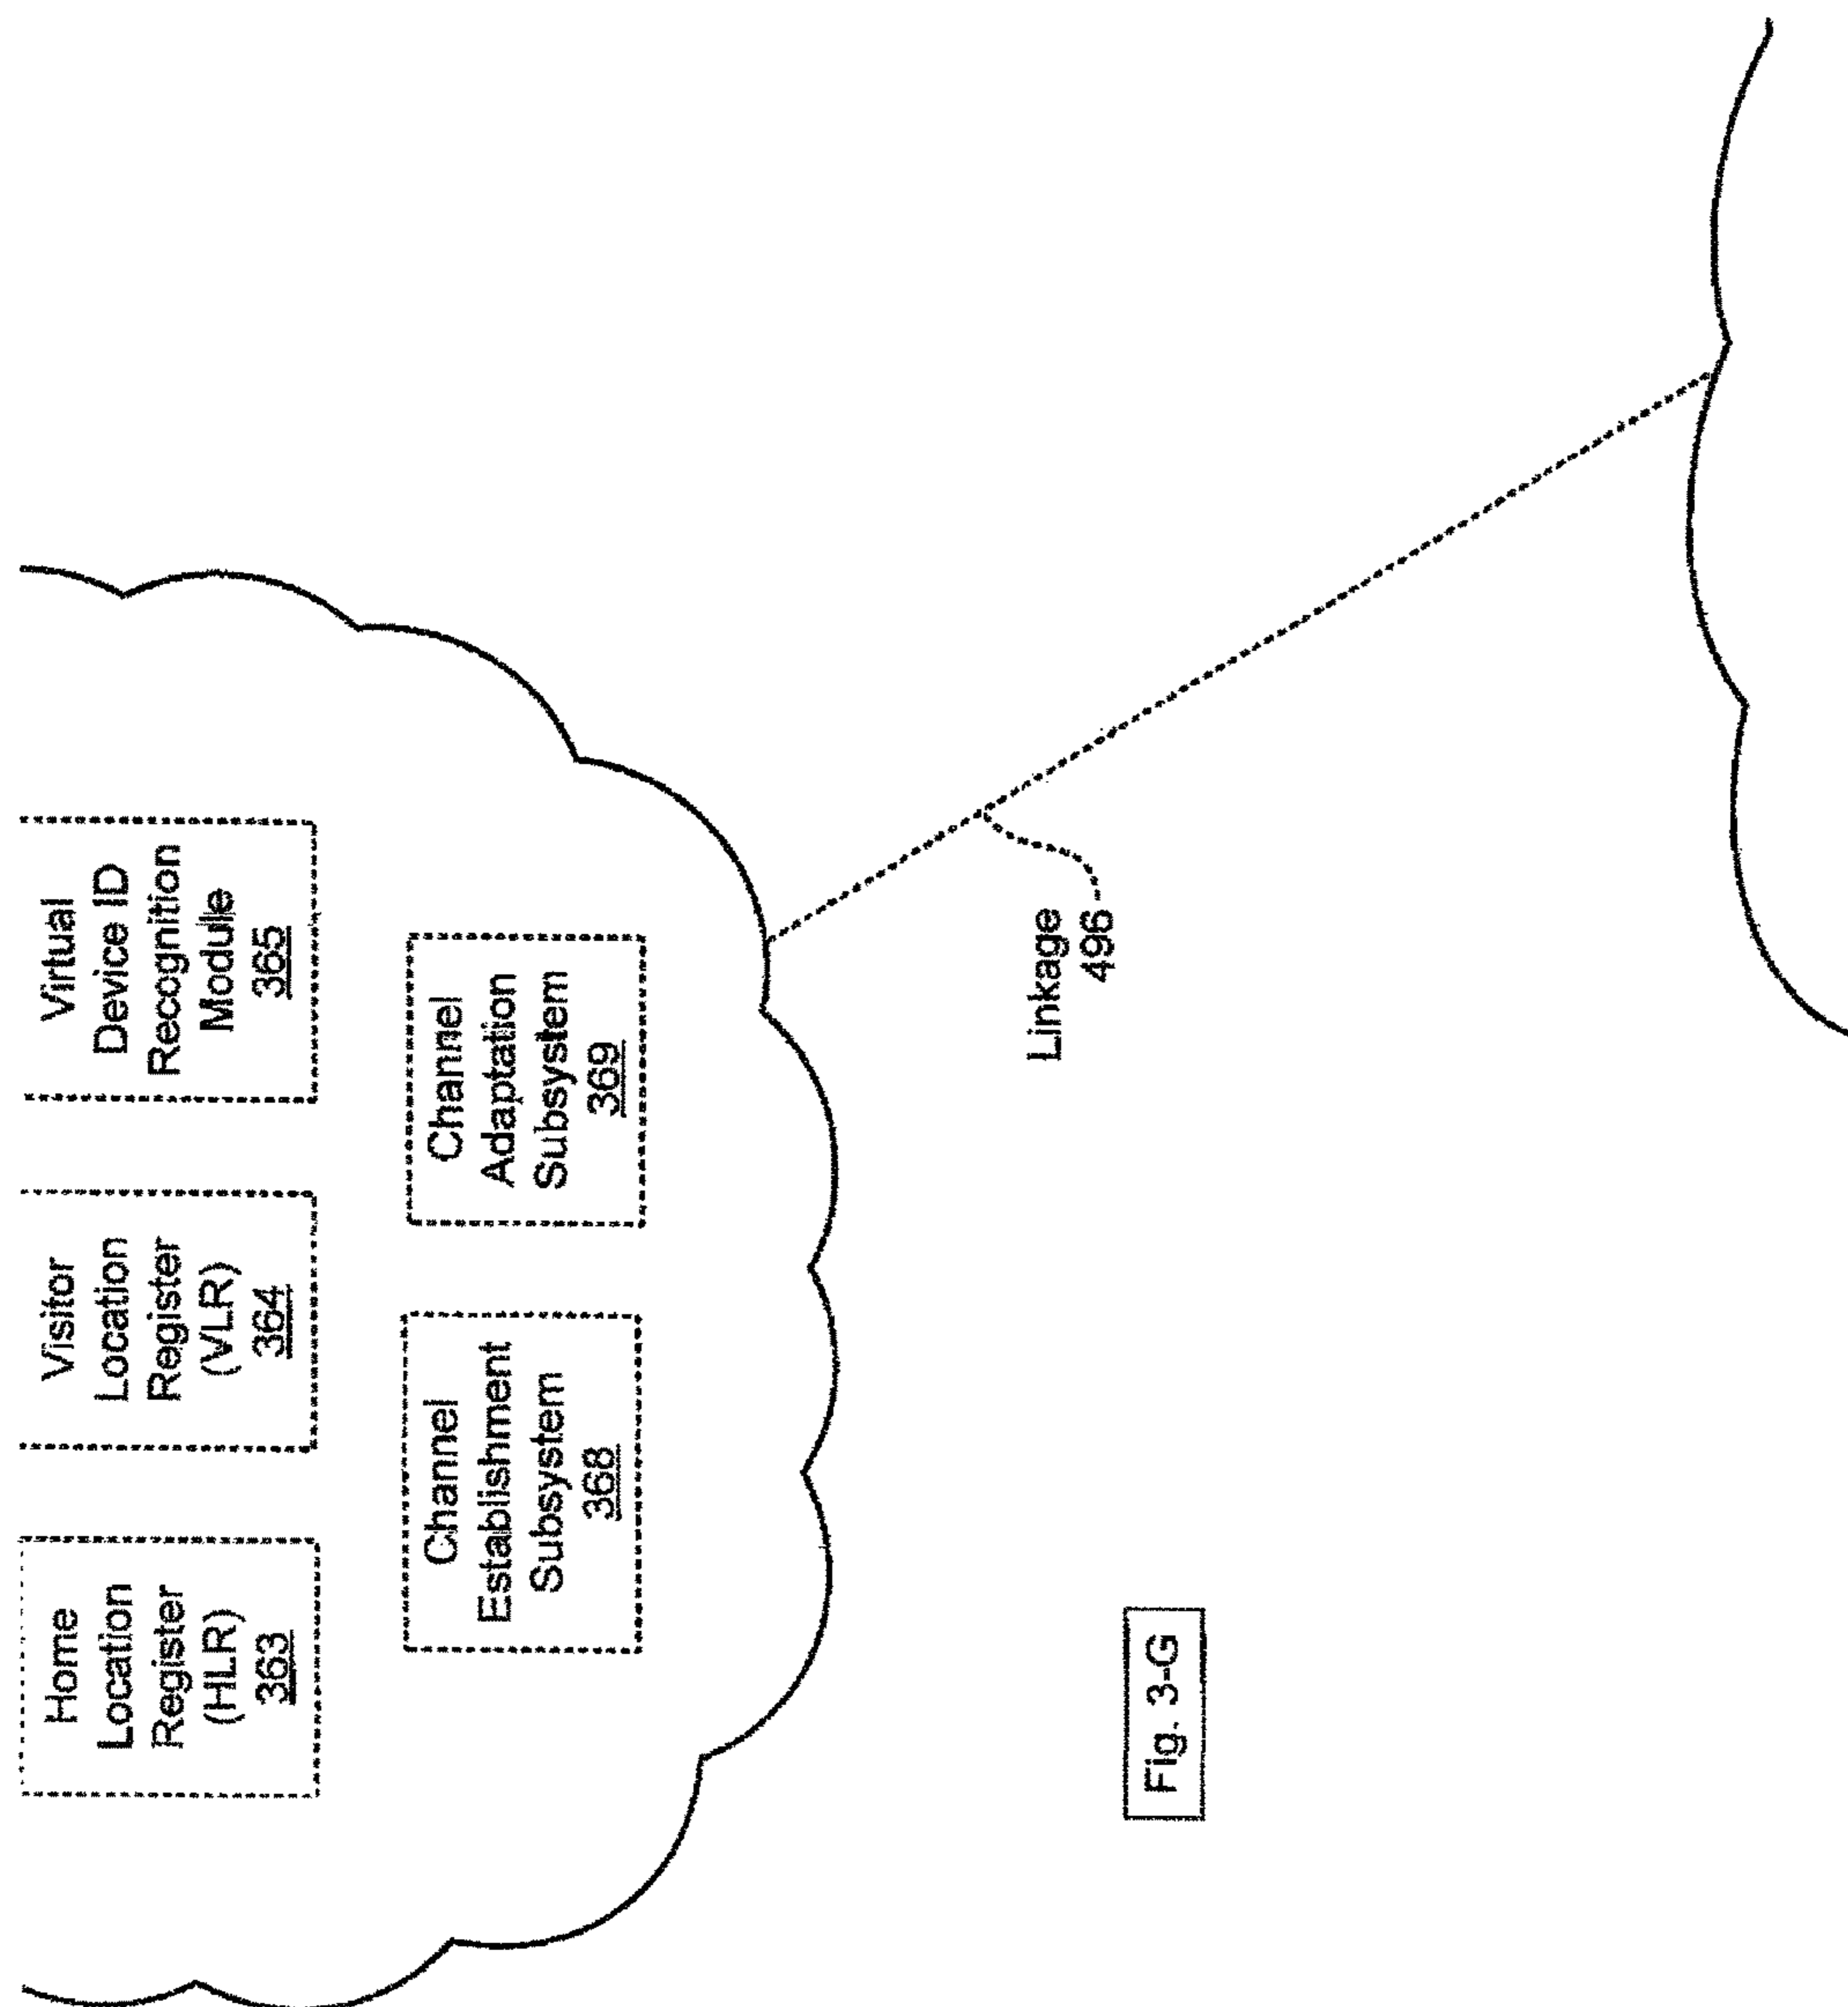 Home
Location
Register
(HLR)
363
Visitor
Location
Register
(VLR)
364
Virtual
Device ID
Recognition
Module
365
Channel
Establishment
Subsystem
368
Channel
Adaptation
Subsystem
369
Linkage
496
Fig. 3-G